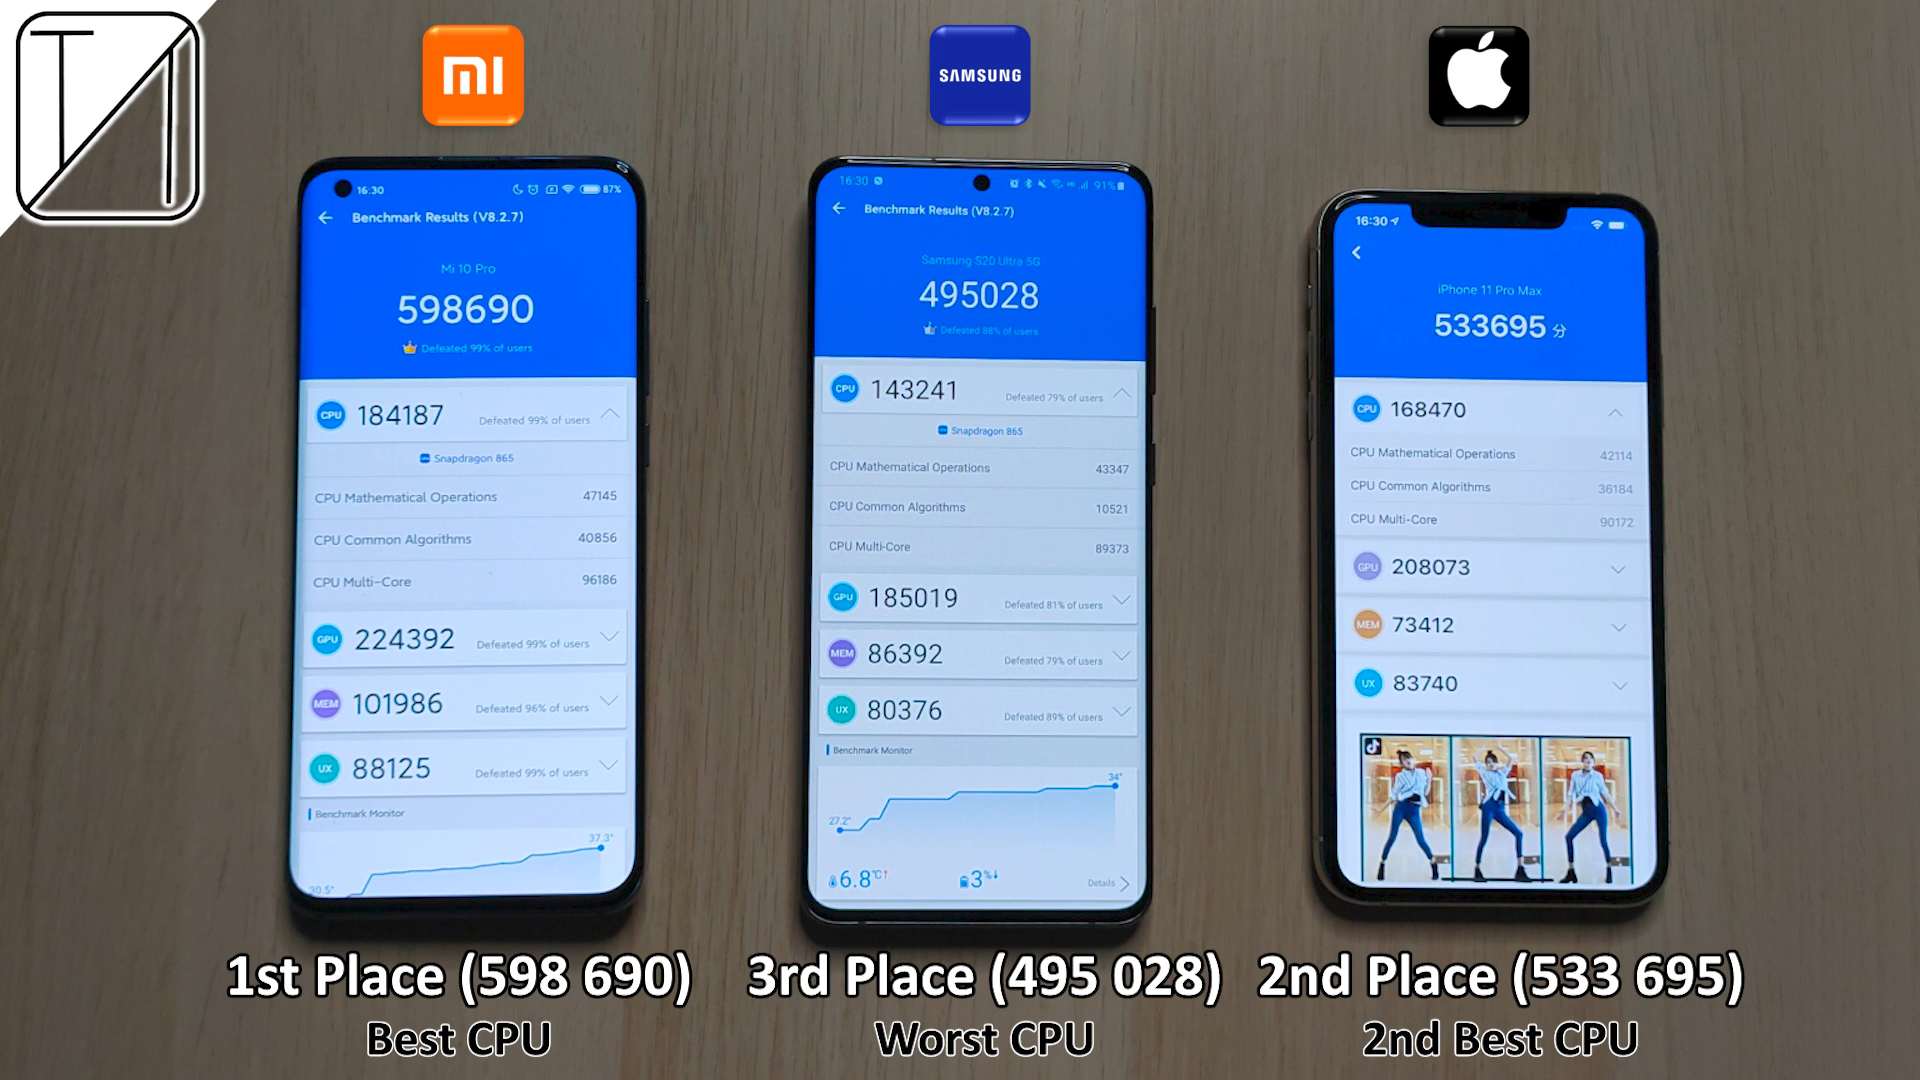 TT
mi
SAMSUNG
16:30
87%
Benchmark Results (V8.2.7)
Mi 10 Pro
598690
Defeated 99% of users
CPU 184187 Defeated 99% of users
Snapdragon 865
CPU Mathematical Operations 47145
CPU Common Algorithms 40856
CPU Multi-Core 96186
GPU 224392 Defeated 99% of users
MEM 101986 Defeated 96% of users
UX 88125 Defeated 99% of users
Benchmark Monitor
37.3°
30.5°
16:30
91%
Benchmark Results (V8.2.7)
Samsung S20 Ultra 5G
495028
Defeated 88% of users
CPU 143241 Defeated 79% of users
Snapdragon 865
CPU Mathematical Operations 43347
CPU Common Algorithms 10521
CPU Multi-Core 89373
GPU 185019 Defeated 81% of users
MEM 86392 Defeated 79% of users
UX 80376 Defeated 89% of users
Benchmark Monitor
34°
27.2°
6.8°C↑ 3%↓ Details
16:30
iPhone 11 Pro Max
533695 分
CPU 168470
CPU Mathematical Operations 42114
CPU Common Algorithms 36184
CPU Multi-Core 90172
GPU 208073
MEM 73412
UX 83740
1st Place (598 690)
Best CPU
3rd Place (495 028)
Worst CPU
2nd Place (533 695)
2nd Best CPU